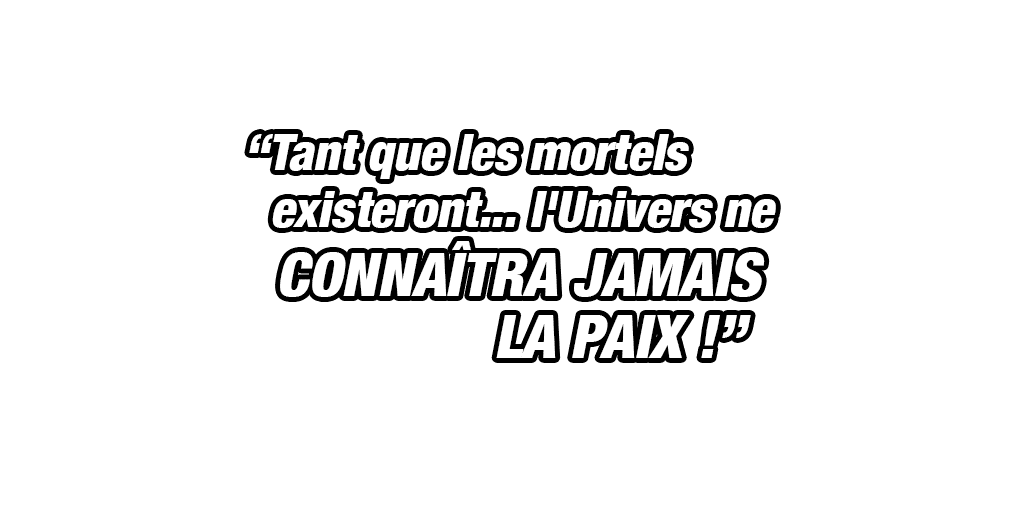 “Tant que les mortels
existeront... l'Univers ne
CONNAÎTRA JAMAIS
LA PAIX !”